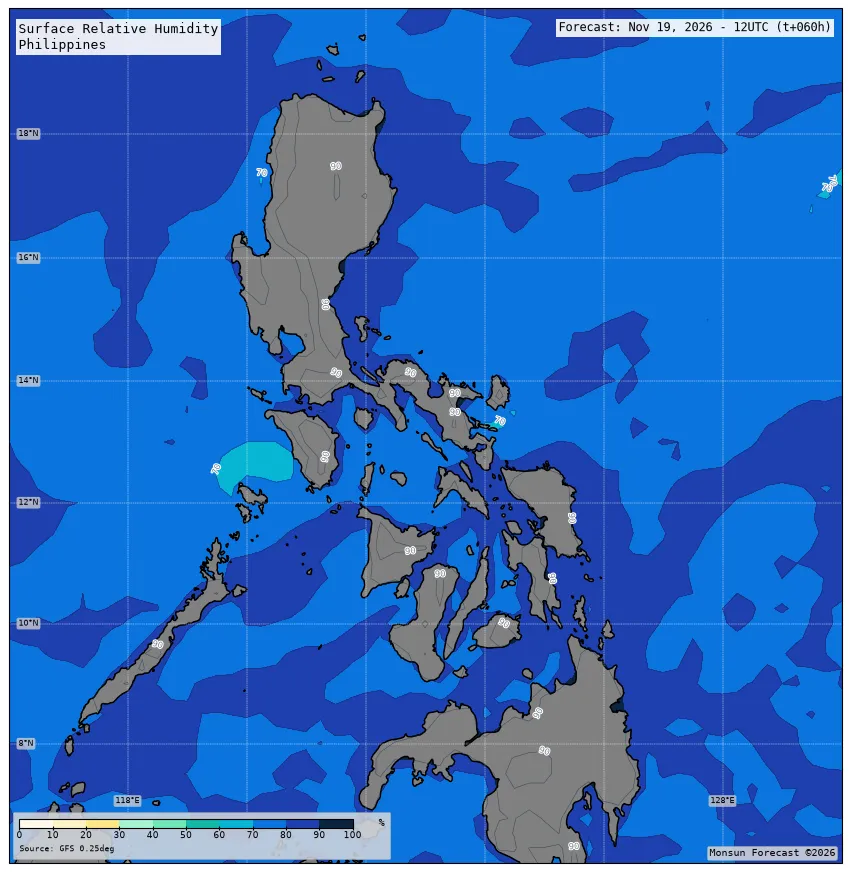 Surface Relative Humidity
Philippines
Forecast: Nov 19, 2026 - 12UTC (t+060h)
18°N
90
70
70
70
16°N
90
14°N
90
90
90
90
70
90
70
12°N
90
90
90
90
10°N
90
90
90
8°N
90
118°E
128°E
%
0 10 20 30 40 50 60 70 80 90 100
90
Source: GFS 0.25deg
Monsun Forecast ©2026